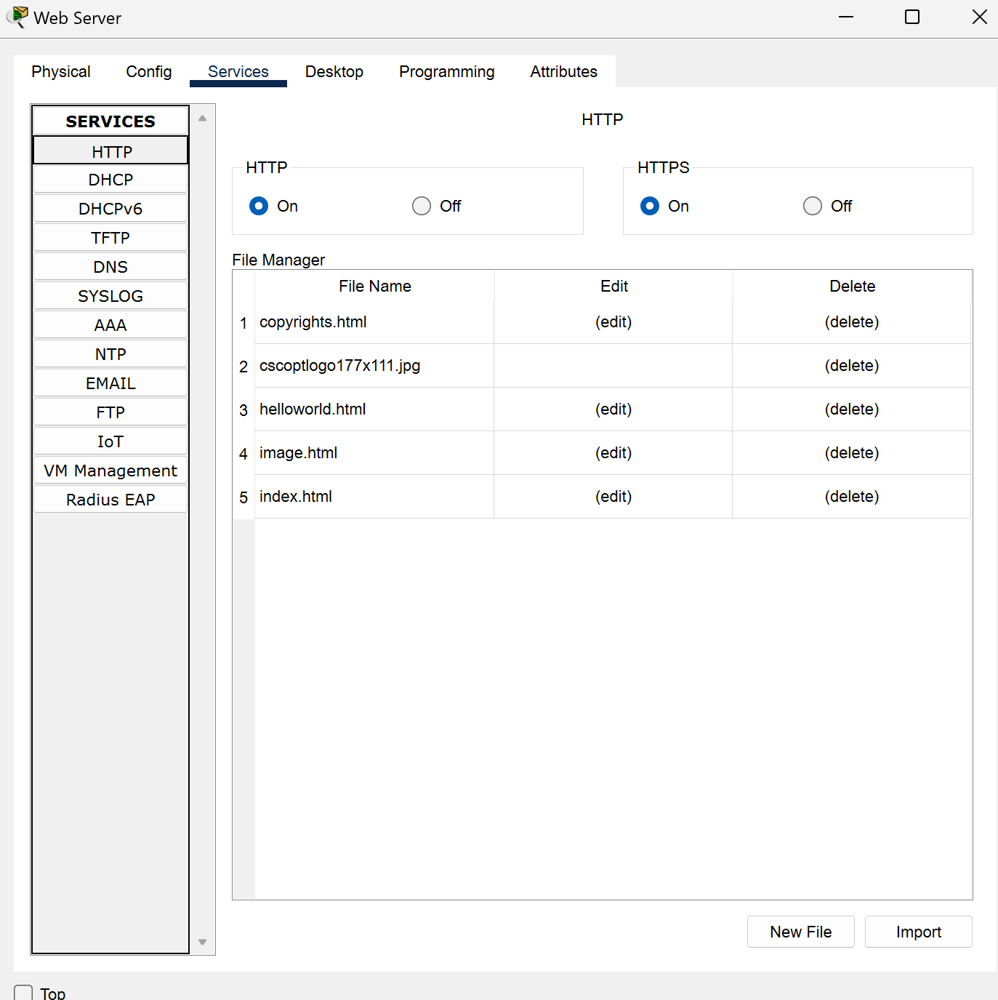 Web Server
Physical Config Services Desktop Programming Attributes
SERVICES
HTTP
DHCP
DHCPv6
TFTP
DNS
SYSLOG
AAA
NTP
EMAIL
FTP
IoT
VM Management
Radius EAP
HTTP
HTTP
On Off
HTTPS
On Off
File Manager
File Name Edit Delete
1 copyrights.html (edit) (delete)
2 cscoptlogo177x111.jpg (delete)
3 helloworld.html (edit) (delete)
4 image.html (edit) (delete)
5 index.html (edit) (delete)
New File Import
Top